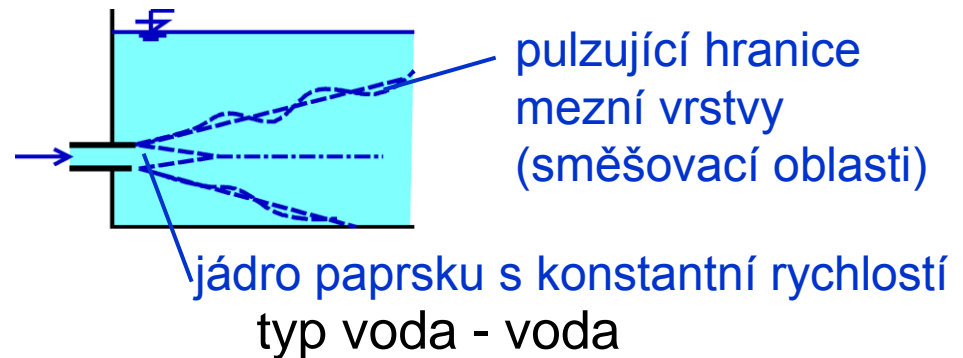 pulzující hranice
mezní vrstvy
(směšovací oblasti)
jádro paprsku s konstantní rychlostí
typ voda - voda